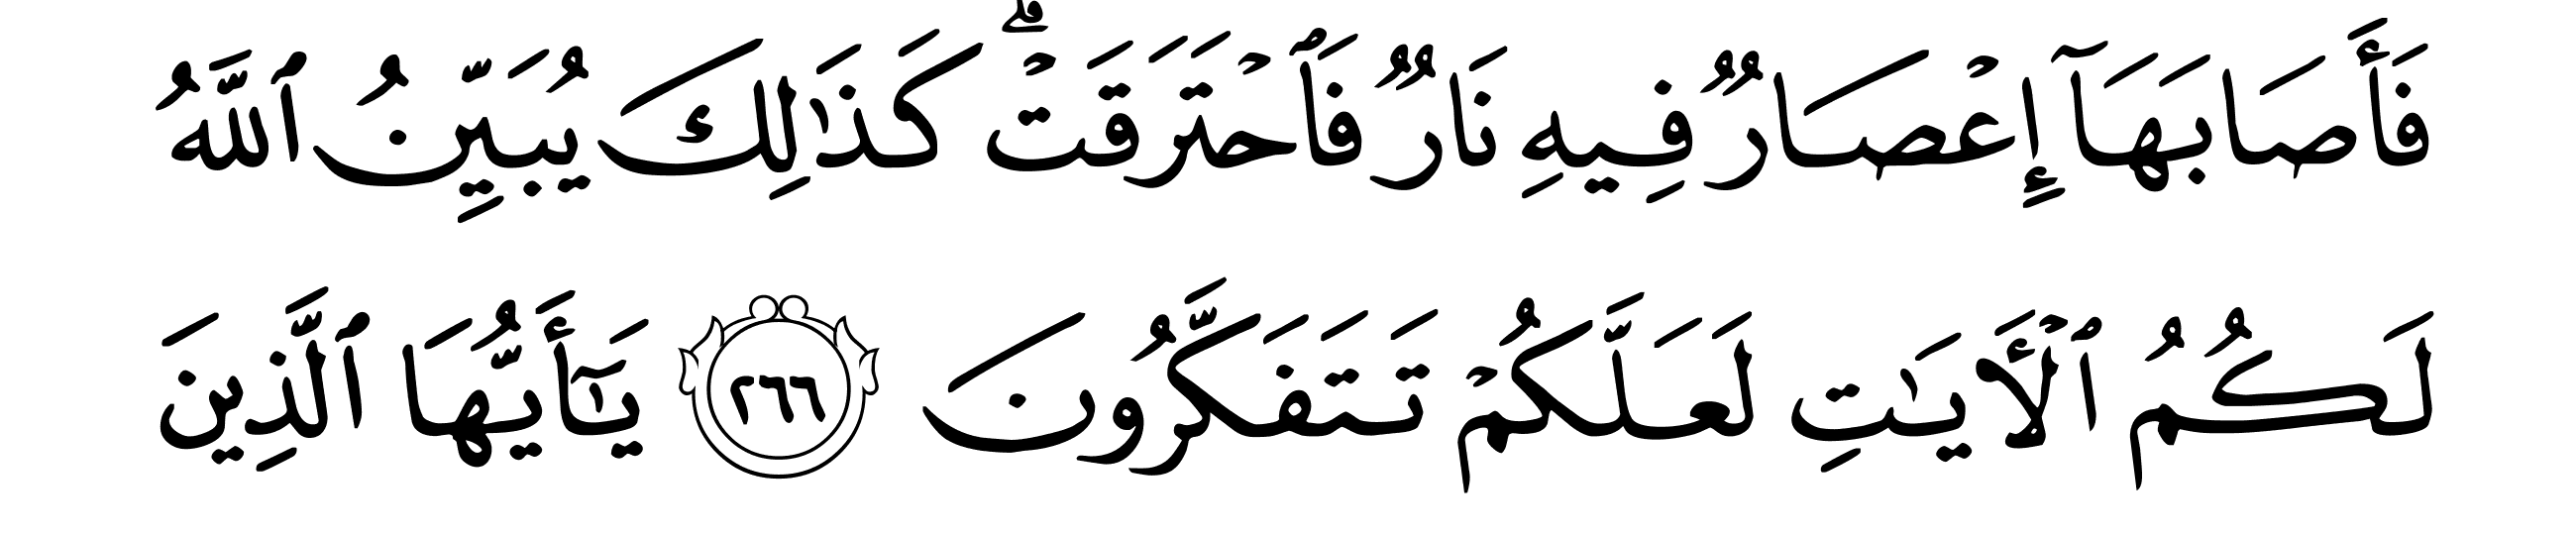 فَأَصَابَهَآ إِعۡصَارٞ فِيهِ نَارٞ فَٱحۡتَرَقَتۡۗ كَذَٰلِكَ يُبَيِّنُ ٱللَّهُ
لَكُمُ ٱلۡأٓيَٰتِ لَعَلَّكُمۡ تَتَفَكَّرُونَ ٢٦٦ يَٰٓأَيُّهَا ٱلَّذِينَ